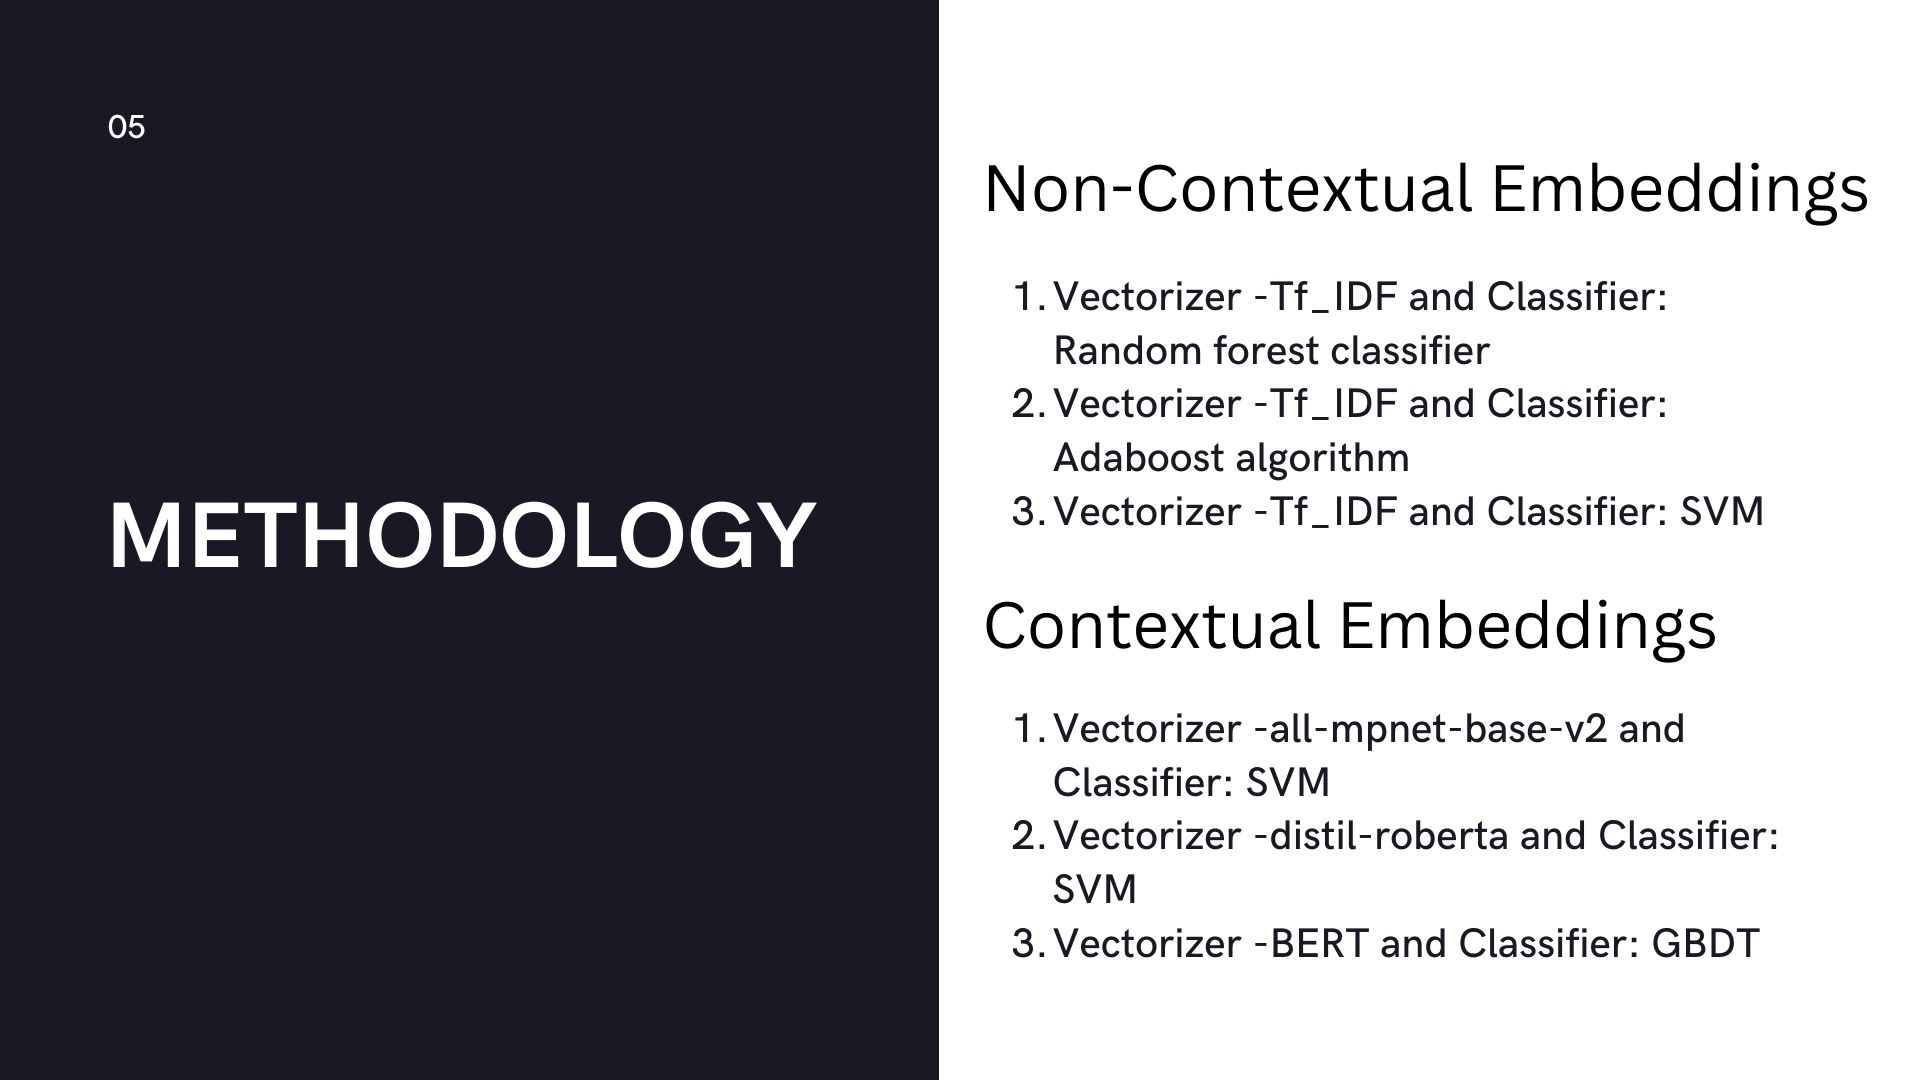 05
METHODOLOGY
Non-Contextual Embeddings
1. Vectorizer -Tf_IDF and Classifier:
Random forest classifier
2. Vectorizer -Tf_IDF and Classifier:
Adaboost algorithm
3. Vectorizer -Tf_IDF and Classifier: SVM
Contextual Embeddings
1. Vectorizer -all-mpnet-base-v2 and
Classifier: SVM
2. Vectorizer -distil-roberta and Classifier:
SVM
3. Vectorizer -BERT and Classifier: GBDT